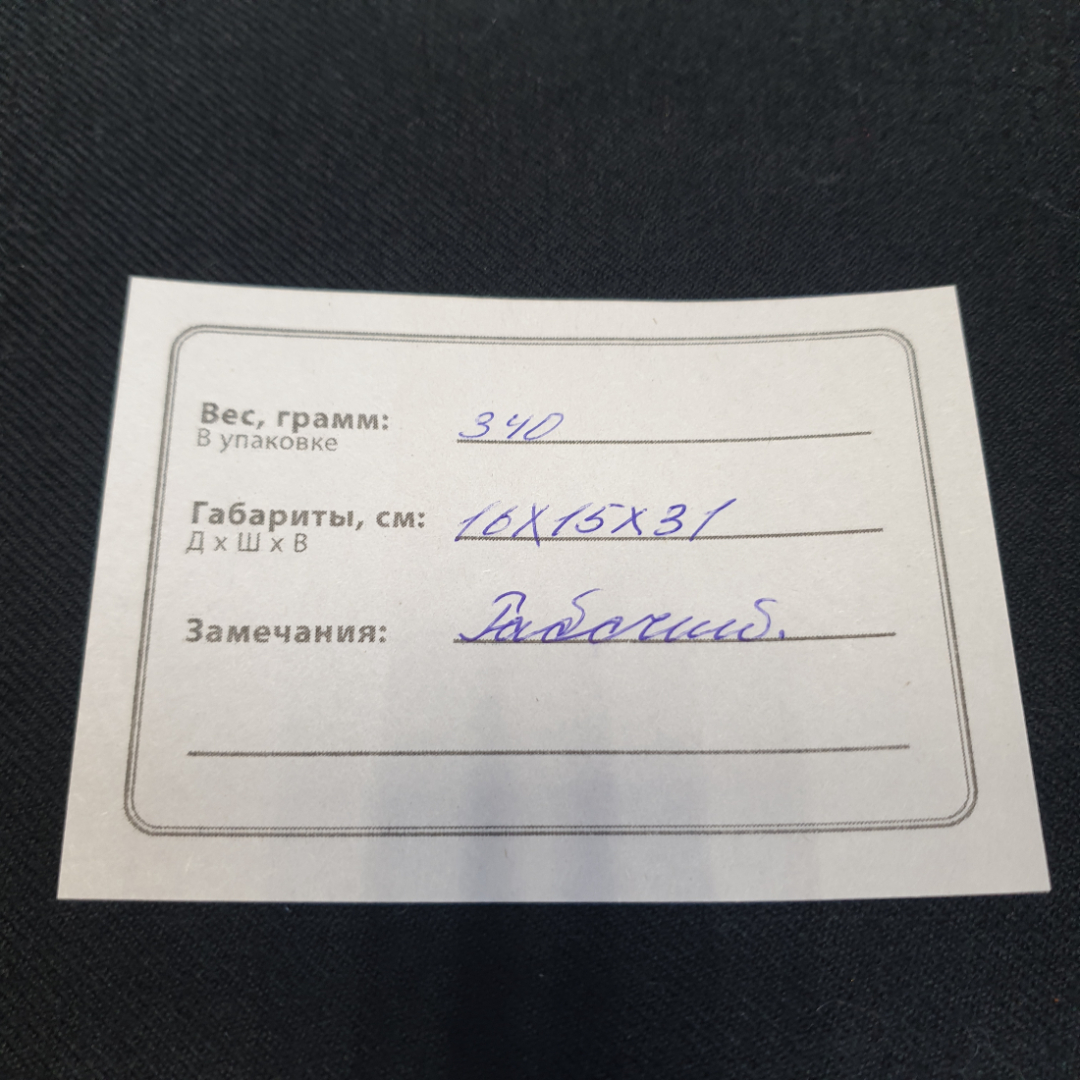 Вес, грамм: 340
В упаковке
Габариты, см: 16х15х31
Д х Ш х В
Замечания: Рабочий.